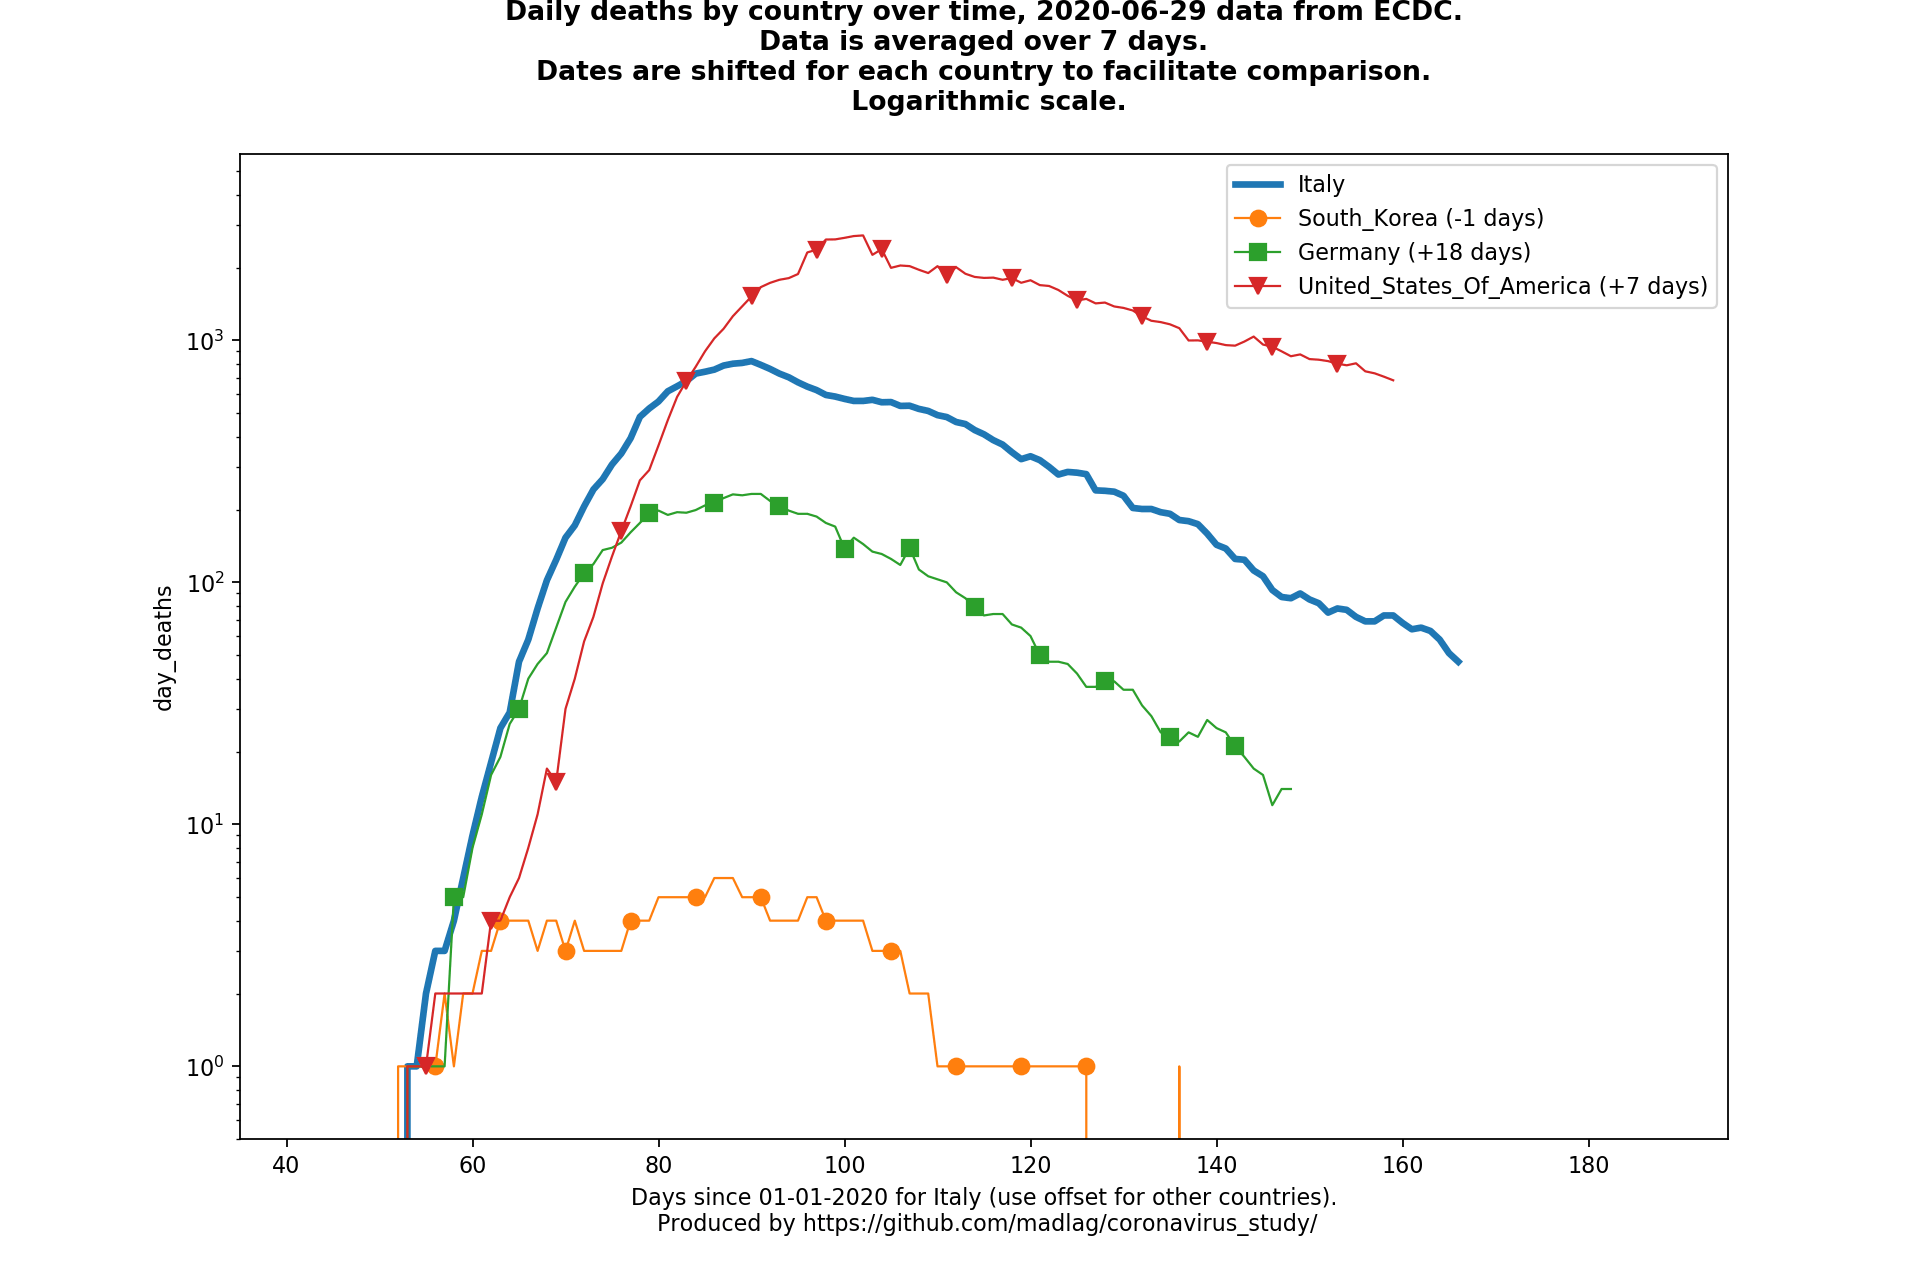 Daily deaths by country over time, 2020-06-29 data from ECDC.
Data is averaged over 7 days.
Dates are shifted for each country to facilitate comparison.
Logarithmic scale.
Italy
South_Korea (-1 days)
Germany (+18 days)
United_States_Of_America (+7 days)
day_deaths
10³
10²
10¹
10⁰
40 60 80 100 120 140 160 180
Days since 01-01-2020 for Italy (use offset for other countries).
Produced by https://github.com/madlag/coronavirus_study/